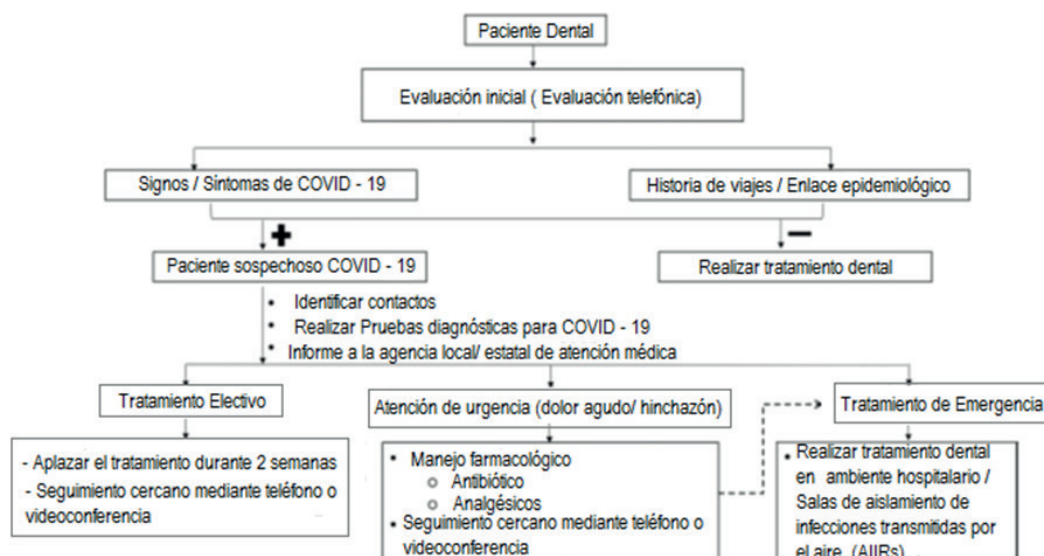 Paciente Dental
Evaluación inicial ( Evaluación telefónica)
Signos / Síntomas de COVID - 19
Historia de viajes / Enlace epidemiológico
+
−
Paciente sospechoso COVID - 19
Realizar tratamiento dental
• Identificar contactos
• Realizar Pruebas diagnósticas para COVID - 19
• Informe a la agencia local/ estatal de atención médica
Tratamiento Electivo
Atención de urgencia (dolor agudo/ hinchazón)
Tratamiento de Emergencia
- Aplazar el tratamiento durante 2 semanas
- Seguimiento cercano mediante teléfono o
videoconferencia
• Manejo farmacológico
o Antibiótico
o Analgésicos
• Seguimiento cercano mediante teléfono o
videoconferencia
• Realizar tratamiento dental
en ambiente hospitalario /
Salas de aislamiento de
infecciones transmitidas por
el aire (AIIRs)